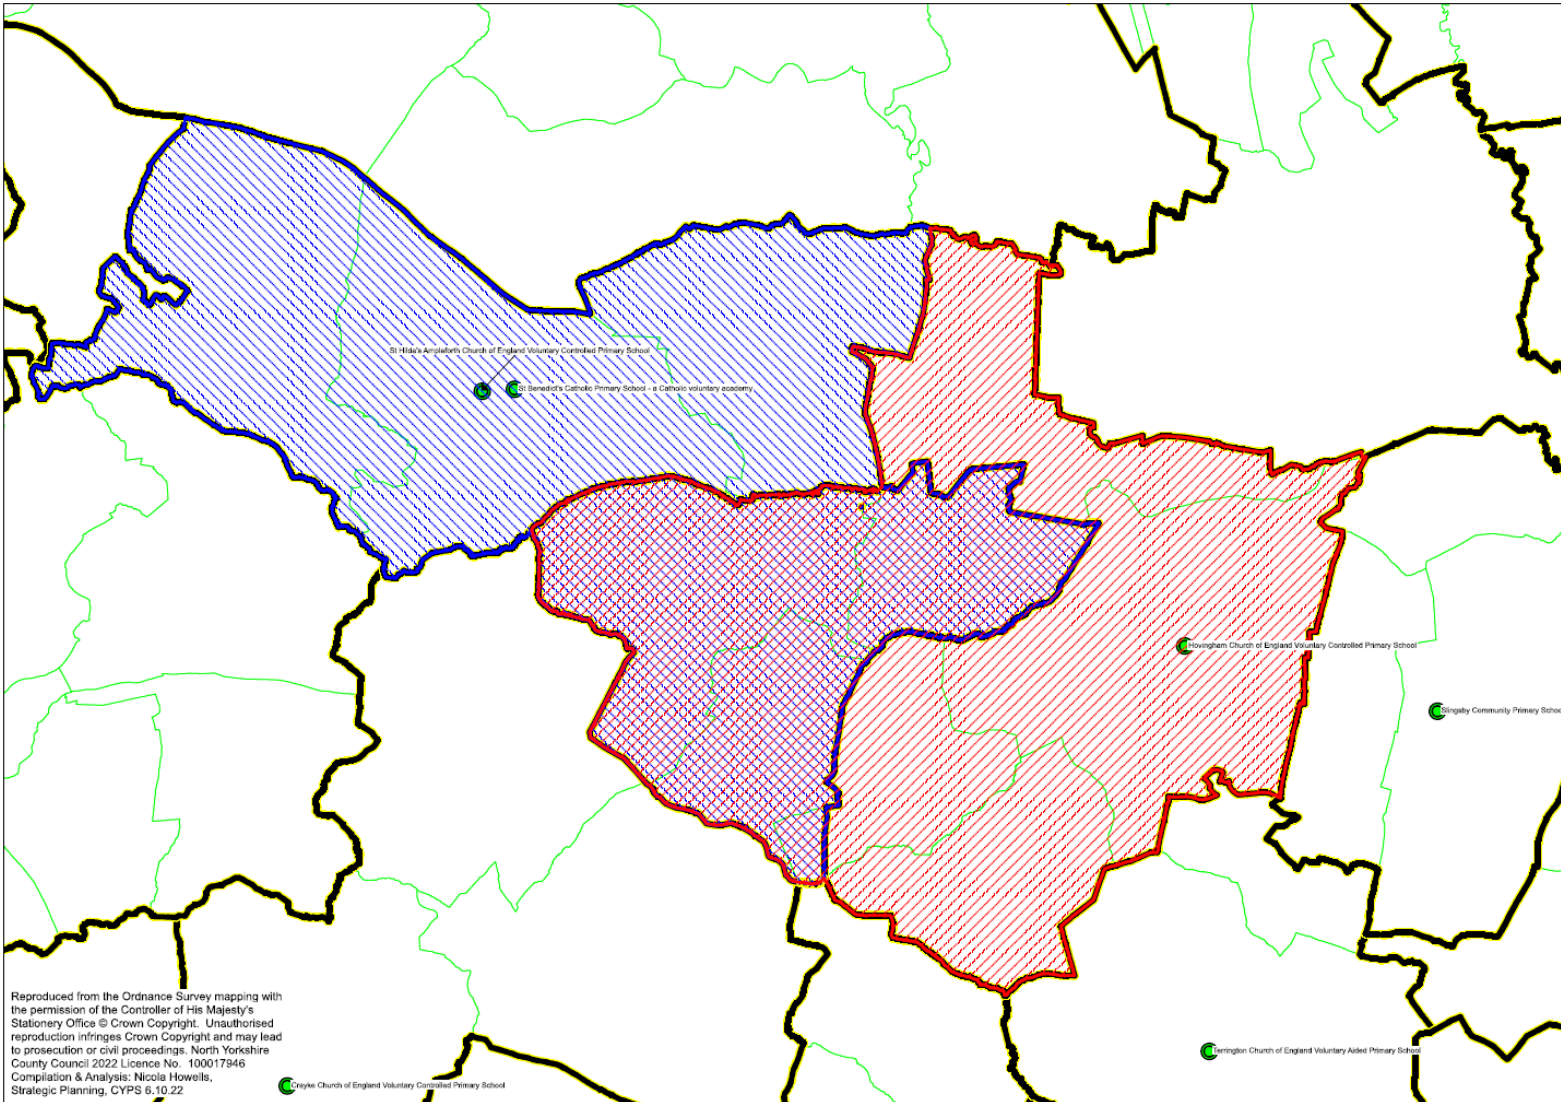 St Hilda's Ampleforth Church of England Voluntary Controlled Primary School
St Benedict's Catholic Primary School - a Catholic voluntary academy
Hovingham Church of England Voluntary Controlled Primary School
Slingsby Community Primary Schoo
Reproduced from the Ordnance Survey mapping with
the permission of the Controller of His Majesty's
Stationery Office © Crown Copyright. Unauthorised
reproduction infringes Crown Copyright and may lead
to prosecution or civil proceedings. North Yorkshire
County Council 2022 Licence No. 100017946
Compilation & Analysis: Nicola Howells,
Strategic Planning, CYPS 6.10.22
Terrington Church of England Voluntary Aided Primary School
Crayke Church of England Voluntary Controlled Primary School